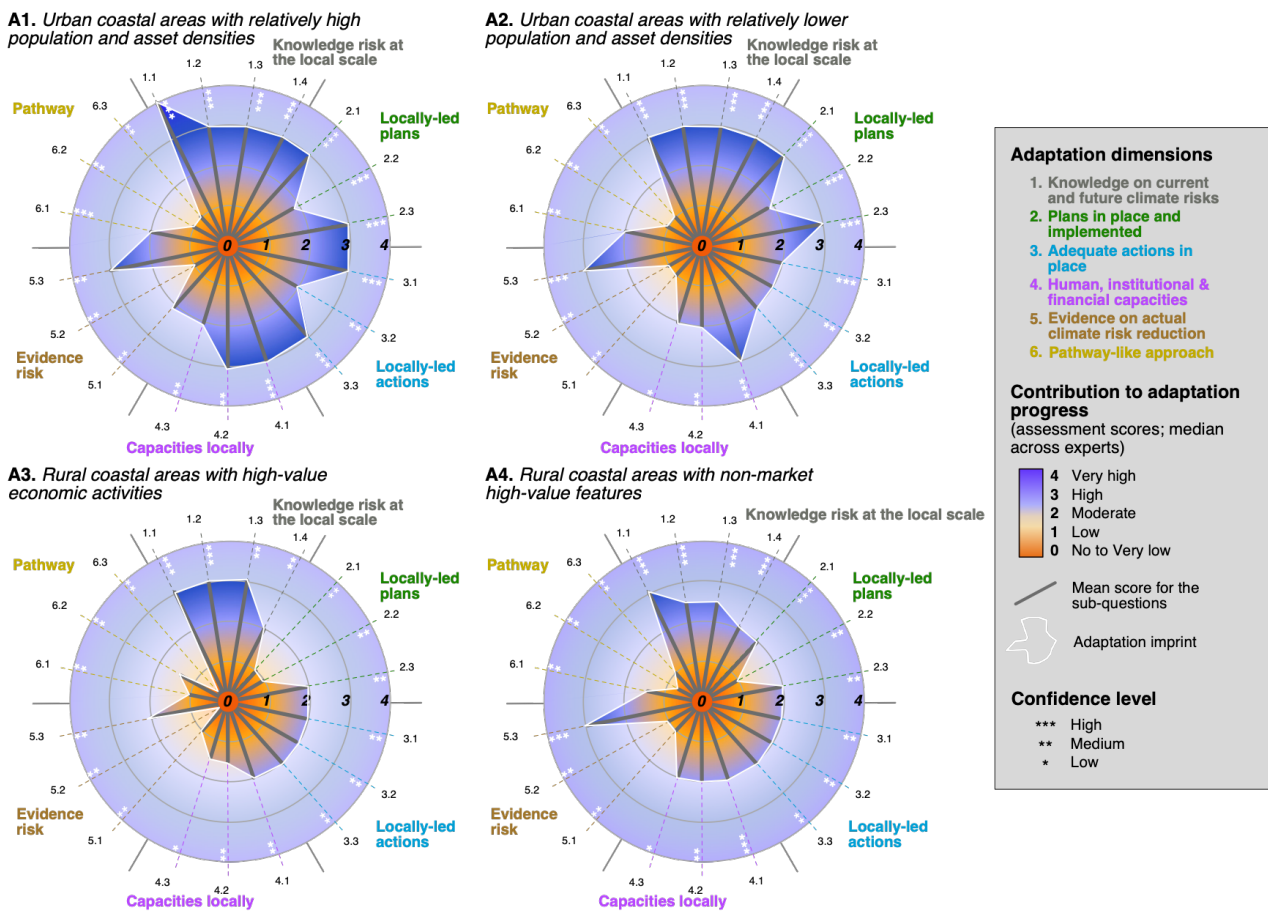 A1. Urban coastal areas with relatively high
population and asset densities
Knowledge risk at
the local scale
1.1
1.2
1.3
1.4
2.1
Locally-led
plans
2.2
2.3
3.1
3.2
Locally-led
actions
3.3
4.1
4.2
4.3
Capacities locally
5.1
Evidence
risk
5.2
5.3
6.1
6.2
6.3
Pathway
0 1 2 3 4
A2. Urban coastal areas with relatively lower
population and asset densities
Knowledge risk at
the local scale
1.1
1.2
1.3
1.4
2.1
Locally-led
plans
2.2
2.3
3.1
3.2
Locally-led
actions
3.3
4.1
4.2
4.3
Capacities locally
5.1
Evidence
risk
5.2
5.3
6.1
6.2
6.3
Pathway
0 1 2 3 4
A3. Rural coastal areas with high-value
economic activities
Knowledge risk at
the local scale
1.1
1.2
1.3
1.4
2.1
Locally-led
plans
2.2
2.3
3.1
3.2
Locally-led
actions
3.3
4.1
4.2
4.3
Capacities locally
5.1
Evidence
risk
5.2
5.3
6.1
6.2
6.3
Pathway
0 1 2 3 4
A4. Rural coastal areas with non-market
high-value features
Knowledge risk at the local scale
1.1
1.2
1.3
1.4
2.1
Locally-led
plans
2.2
2.3
3.1
3.2
Locally-led
actions
3.3
4.1
4.2
4.3
Capacities locally
5.1
Evidence
risk
5.2
5.3
6.1
6.2
6.3
Pathway
0 1 2 3 4
Adaptation dimensions
1. Knowledge on current
and future climate risks
2. Plans in place and
implemented
3. Adequate actions in
place
4. Human, institutional &
financial capacities
5. Evidence on actual
climate risk reduction
6. Pathway-like approach
Contribution to adaptation
progress
(assessment scores; median
across experts)
4 Very high
3 High
2 Moderate
1 Low
0 No to Very low
Mean score for the
sub-questions
Adaptation imprint
Confidence level
*** High
** Medium
* Low